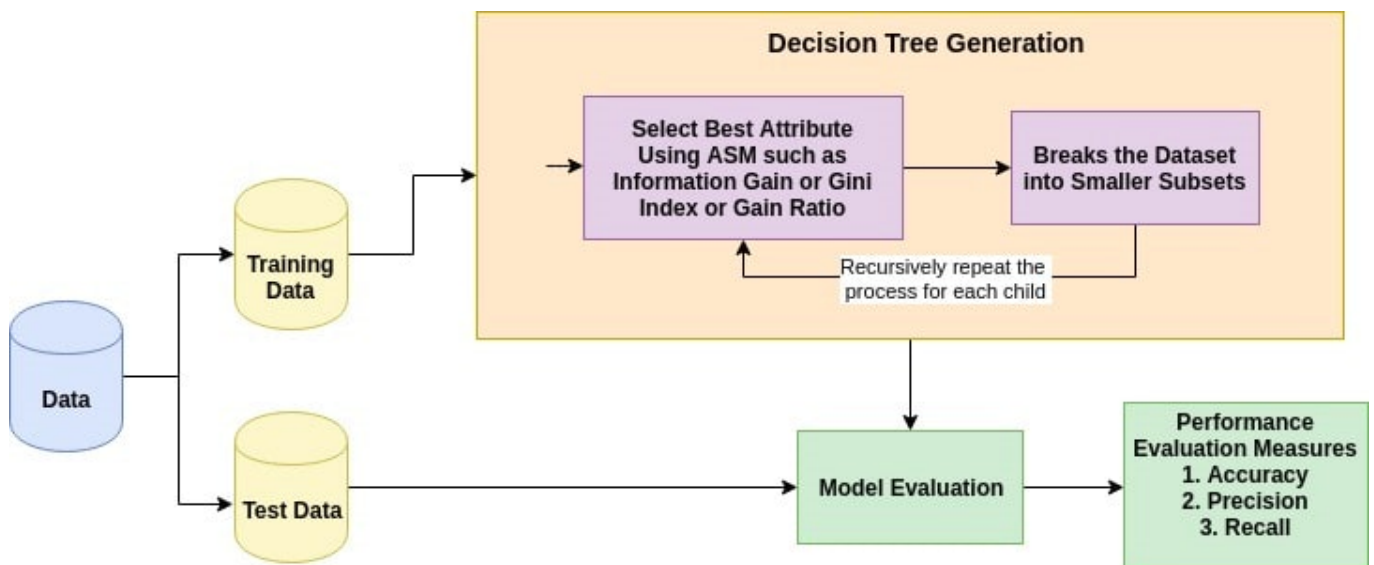 Decision Tree Generation
Select Best Attribute
Using ASM such as
Information Gain or Gini
Index or Gain Ratio
Breaks the Dataset
into Smaller Subsets
Recursively repeat the
process for each child
Training
Data
Data
Test Data
Model Evaluation
Performance
Evaluation Measures
1. Accuracy
2. Precision
3. Recall